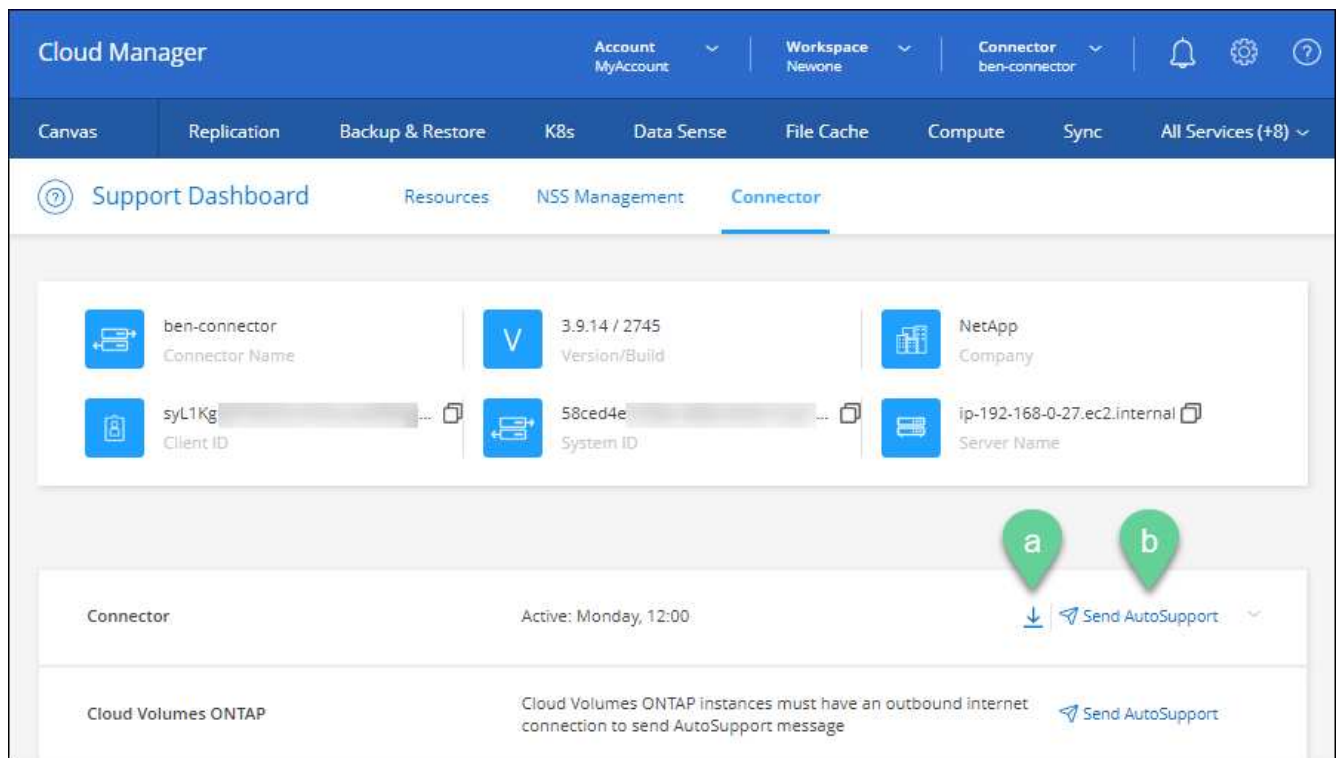 Cloud Manager
Account
MyAccount
Workspace
Newone
Connector
ben-connector
Canvas Replication Backup & Restore K8s Data Sense File Cache Compute Sync All Services (+8)
Support Dashboard Resources NSS Management Connector
ben-connector
Connector Name
V
3.9.14 / 2745
Version/Build
NetApp
Company
syL1Kg ...
Client ID
58ced4e ...
System ID
ip-192-168-0-27.ec2.internal
Server Name
a b
Connector Active: Monday, 12:00 Send AutoSupport
Cloud Volumes ONTAP
Cloud Volumes ONTAP instances must have an outbound internet
connection to send AutoSupport message
Send AutoSupport